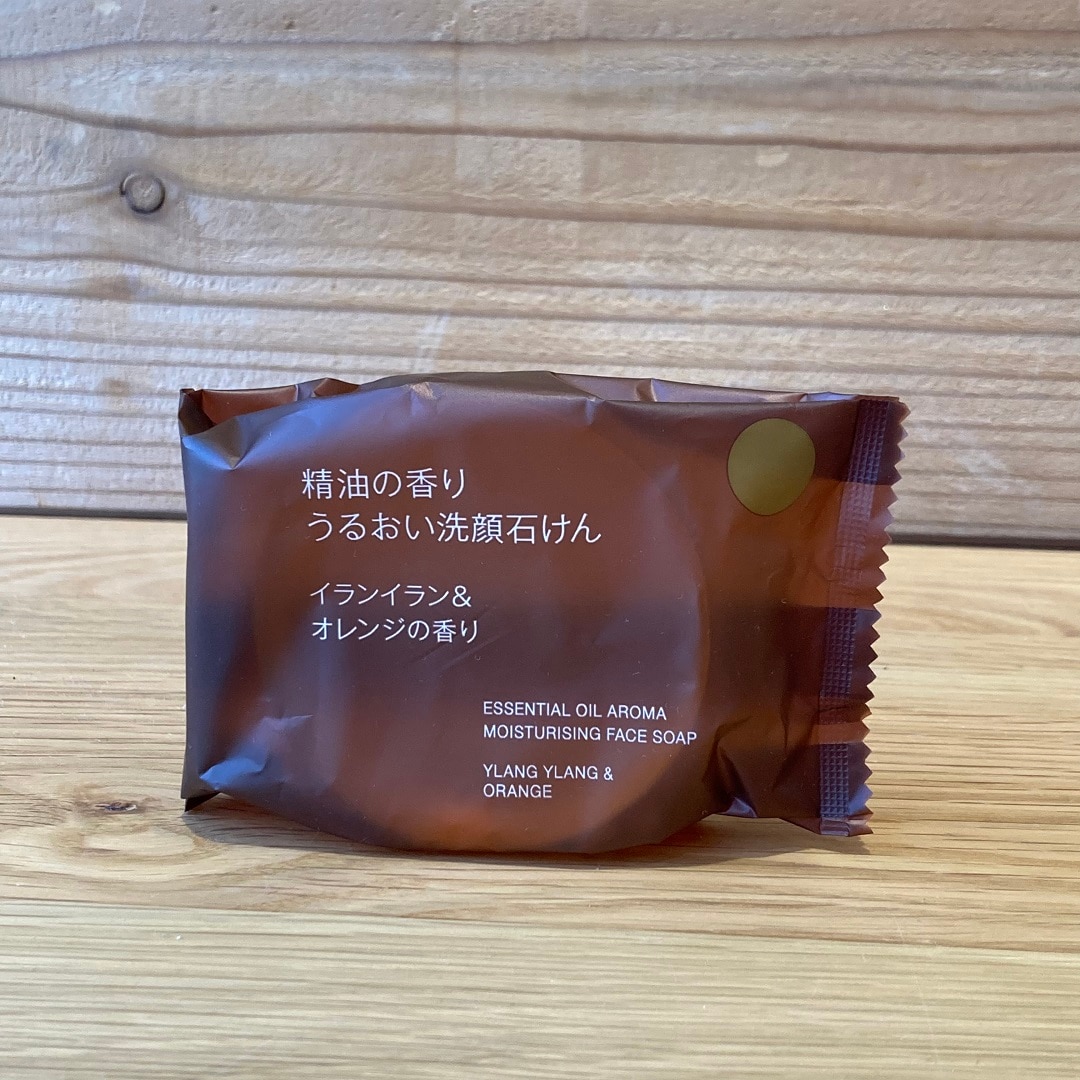 精油の香り
うるおい洗顔石けん
イランイラン&
オレンジの香り
ESSENTIAL OIL AROMA
MOISTURISING FACE SOAP
YLANG YLANG &
ORANGE